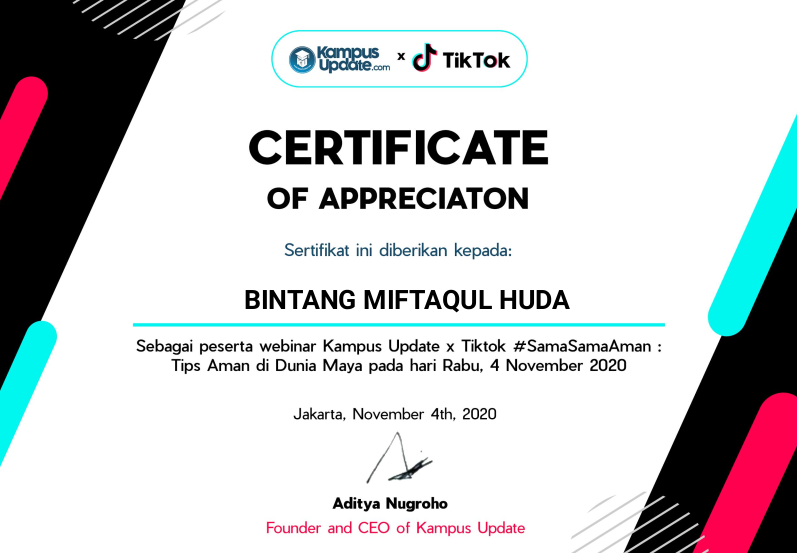 Kampus Update.com x TikTok
CERTIFICATE
OF APPRECIATON
Sertifikat ini diberikan kepada:
BINTANG MIFTAQUL HUDA
Sebagai peserta webinar Kampus Update x Tiktok #SamaSamaAman :
Tips Aman di Dunia Maya pada hari Rabu, 4 November 2020
Jakarta, November 4th, 2020
Aditya Nugroho
Founder and CEO of Kampus Update